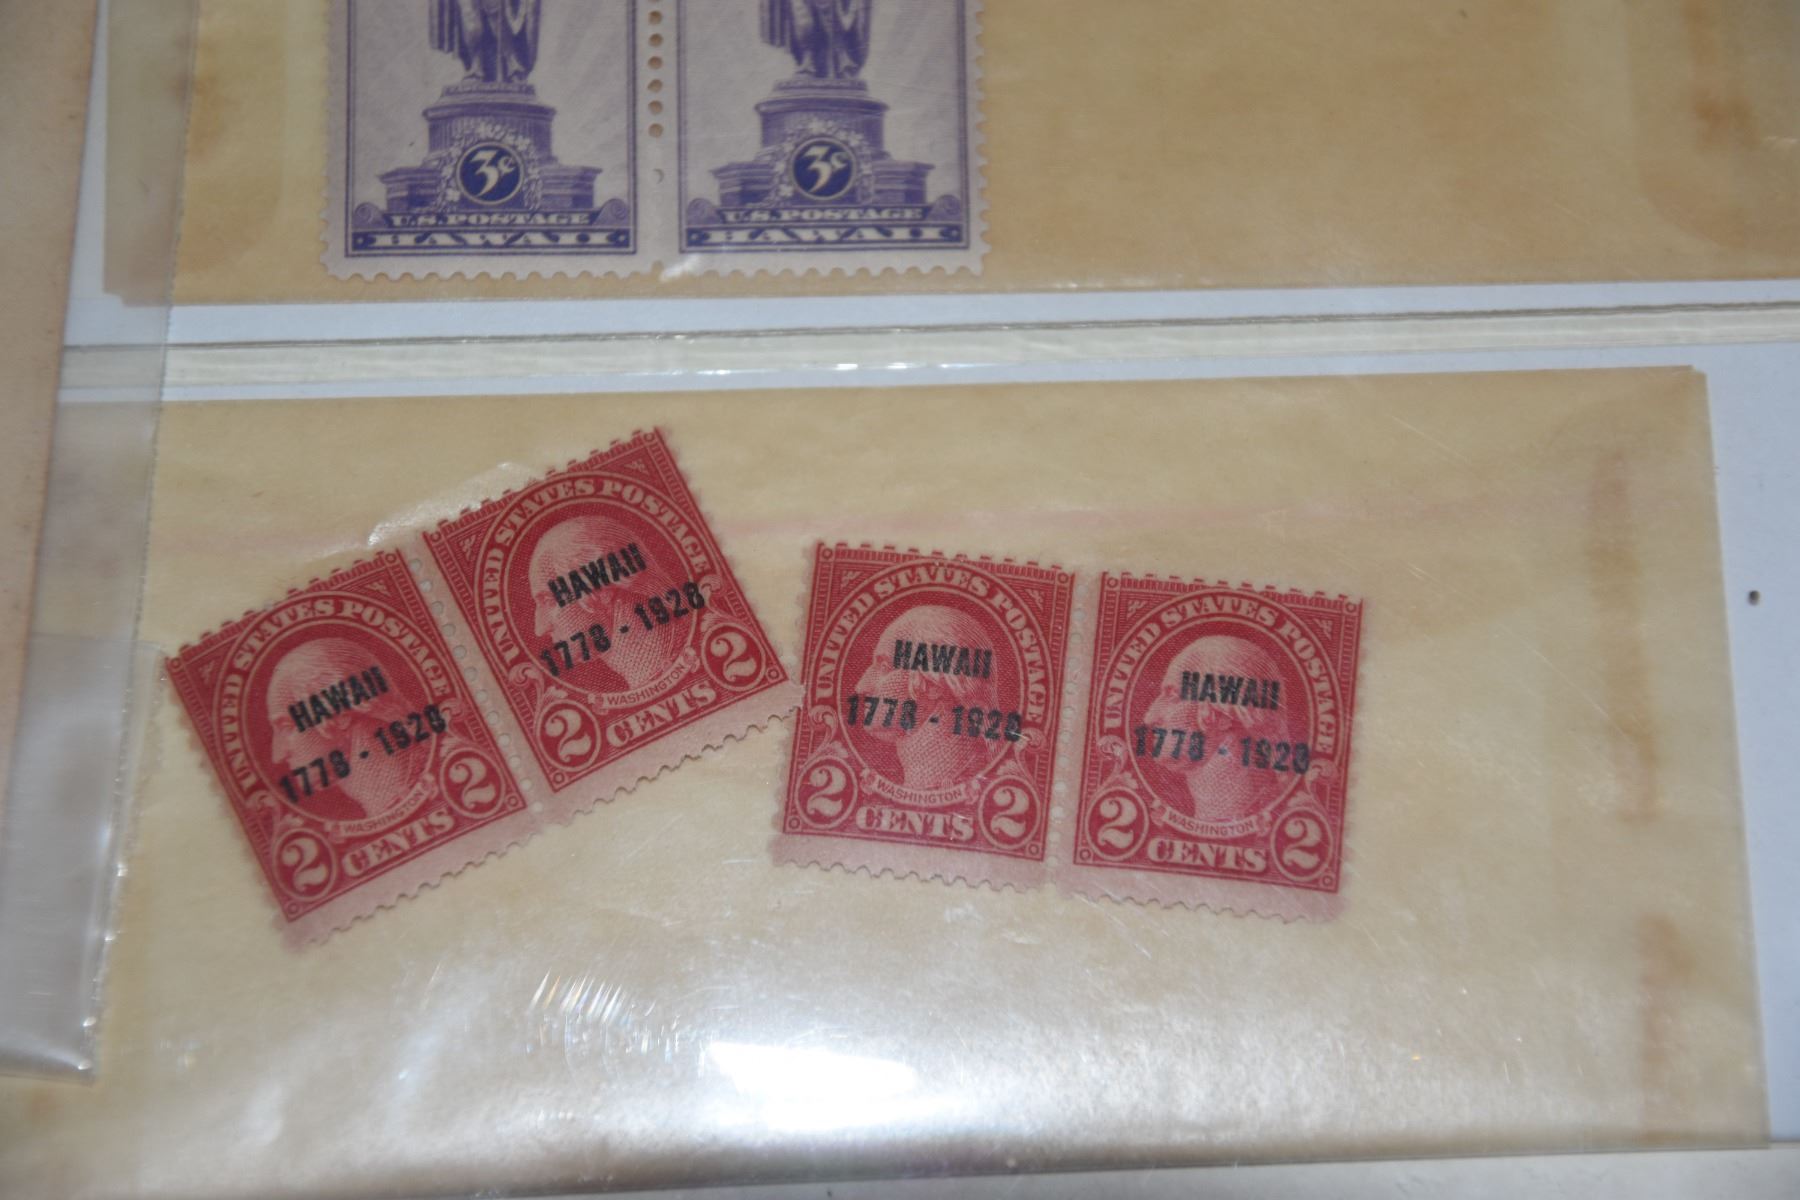 3¢
U.S. POSTAGE
HAWAII
3¢
U.S. POSTAGE
HAWAII
UNITED STATES POSTAGE
HAWAII
1778 - 1928
WASHINGTON
2 CENTS 2
UNITED STATES POSTAGE
HAWAII
1778 - 1928
WASHINGTON
2 CENTS 2
UNITED STATES POSTAGE
HAWAII
1778 - 1928
WASHINGTON
2 CENTS 2
UNITED STATES POSTAGE
HAWAII
1778 - 1928
WASHINGTON
2 CENTS 2